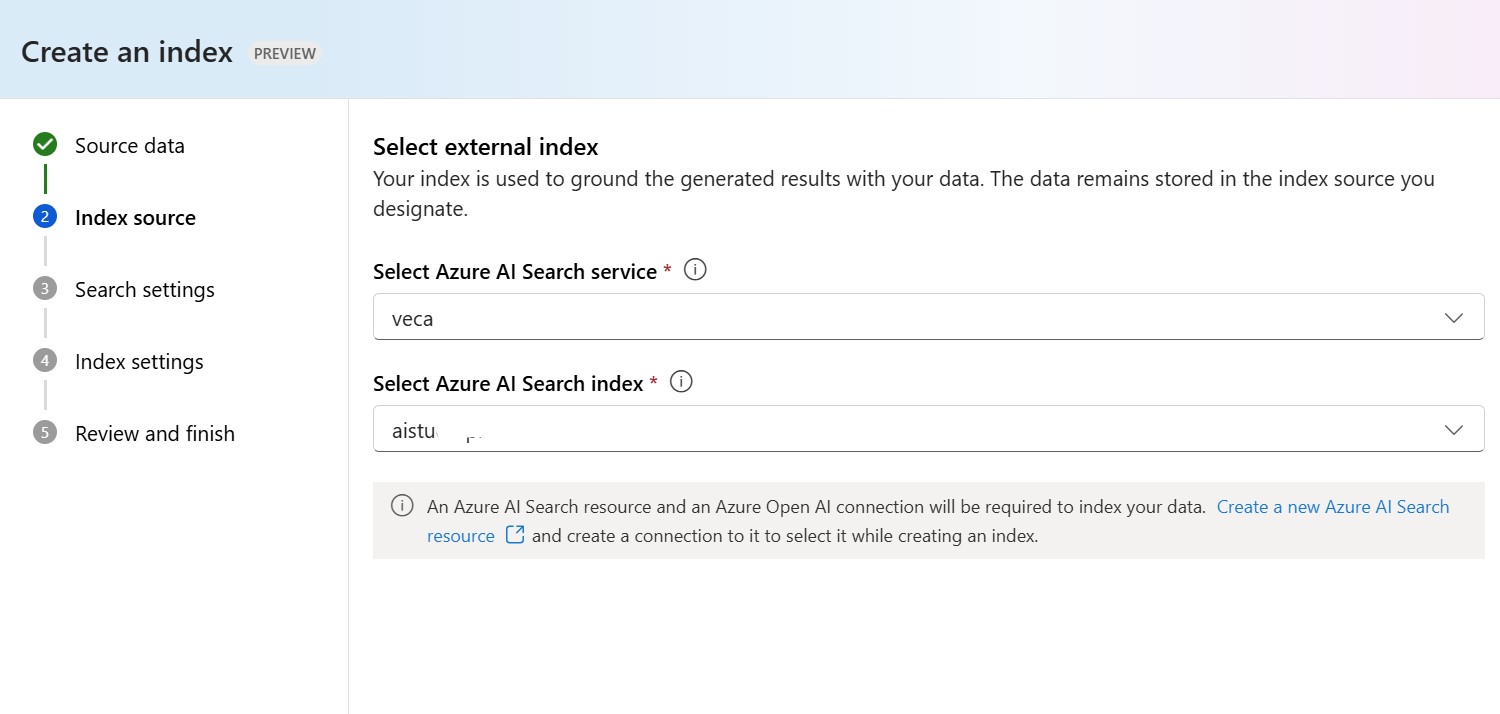 Create an index PREVIEW
Source data
2 Index source
3 Search settings
4 Index settings
5 Review and finish
Select external index
Your index is used to ground the generated results with your data. The data remains stored in the index source you
designate.
Select Azure AI Search service *
veca
Select Azure AI Search index *
An Azure AI Search resource and an Azure Open AI connection will be required to index your data. Create a new Azure AI Search
resource and create a connection to it to select it while creating an index.